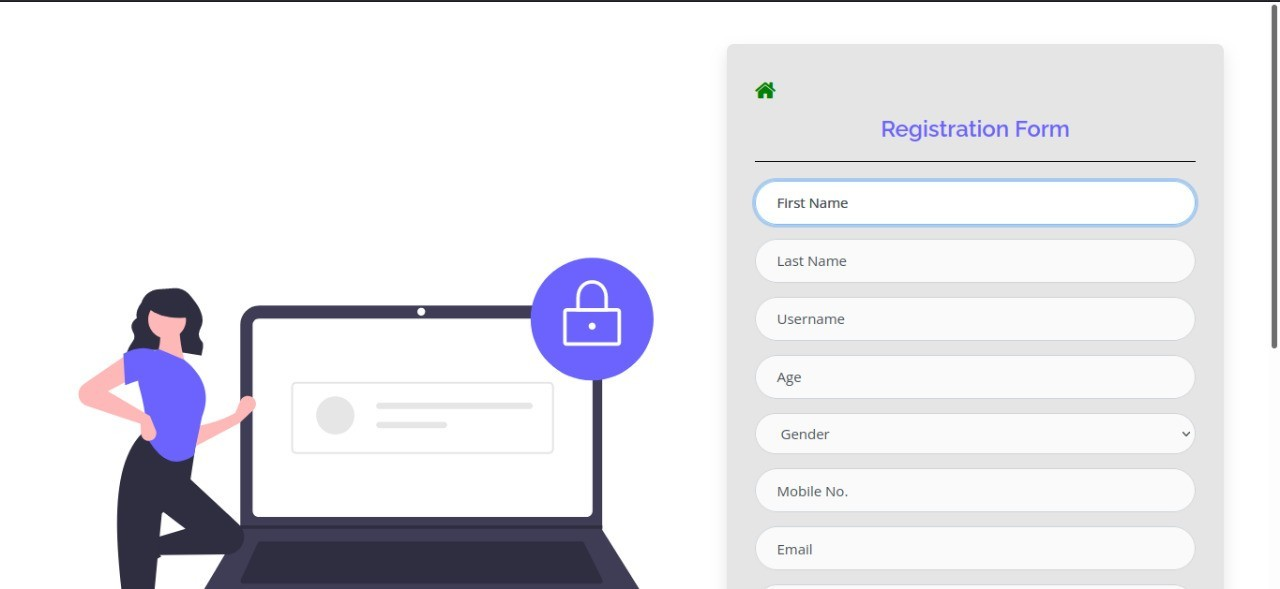 Registration Form
First Name
Last Name
Username
Age
Gender
Mobile No.
Email